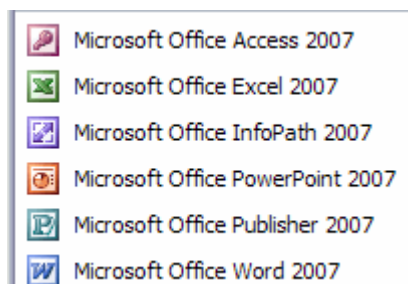 Microsoft Office Access 2007
Microsoft Office Excel 2007
Microsoft Office InfoPath 2007
Microsoft Office PowerPoint 2007
Microsoft Office Publisher 2007
Microsoft Office Word 2007